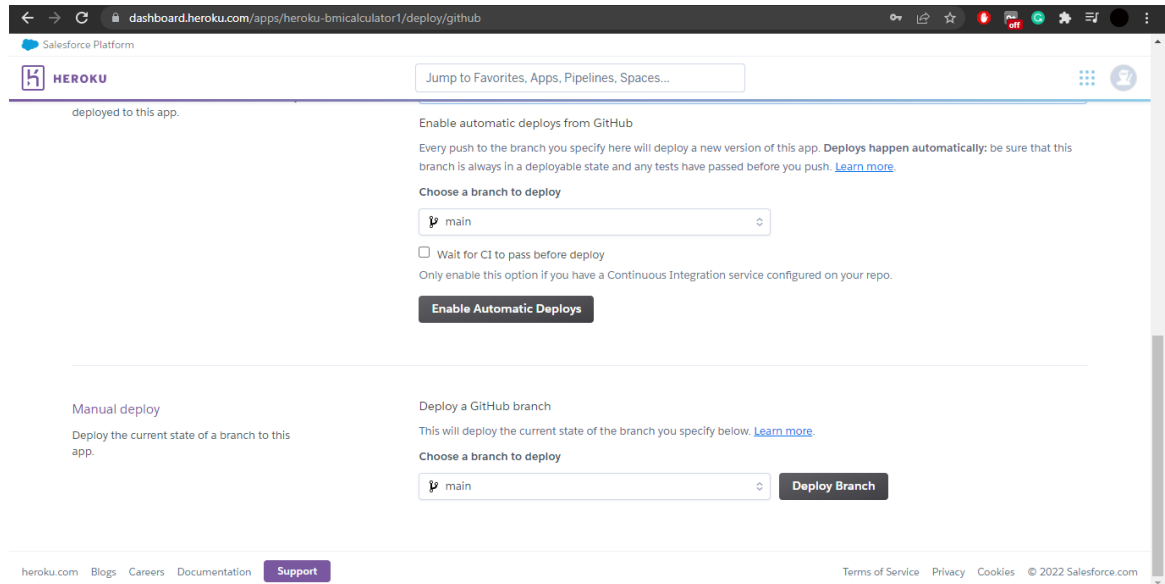 dashboard.heroku.com/apps/heroku-bmicalculator1/deploy/github
off
Salesforce Platform
HEROKU
Jump to Favorites, Apps, Pipelines, Spaces...
deployed to this app.
Enable automatic deploys from GitHub
Every push to the branch you specify here will deploy a new version of this app. Deploys happen automatically: be sure that this
branch is always in a deployable state and any tests have passed before you push. Learn more.
Choose a branch to deploy
main
Wait for CI to pass before deploy
Only enable this option if you have a Continuous Integration service configured on your repo.
Enable Automatic Deploys
Manual deploy
Deploy the current state of a branch to this
app.
Deploy a GitHub branch
This will deploy the current state of the branch you specify below. Learn more.
Choose a branch to deploy
main
Deploy Branch
heroku.com Blogs Careers Documentation Support
Terms of Service Privacy Cookies © 2022 Salesforce.com